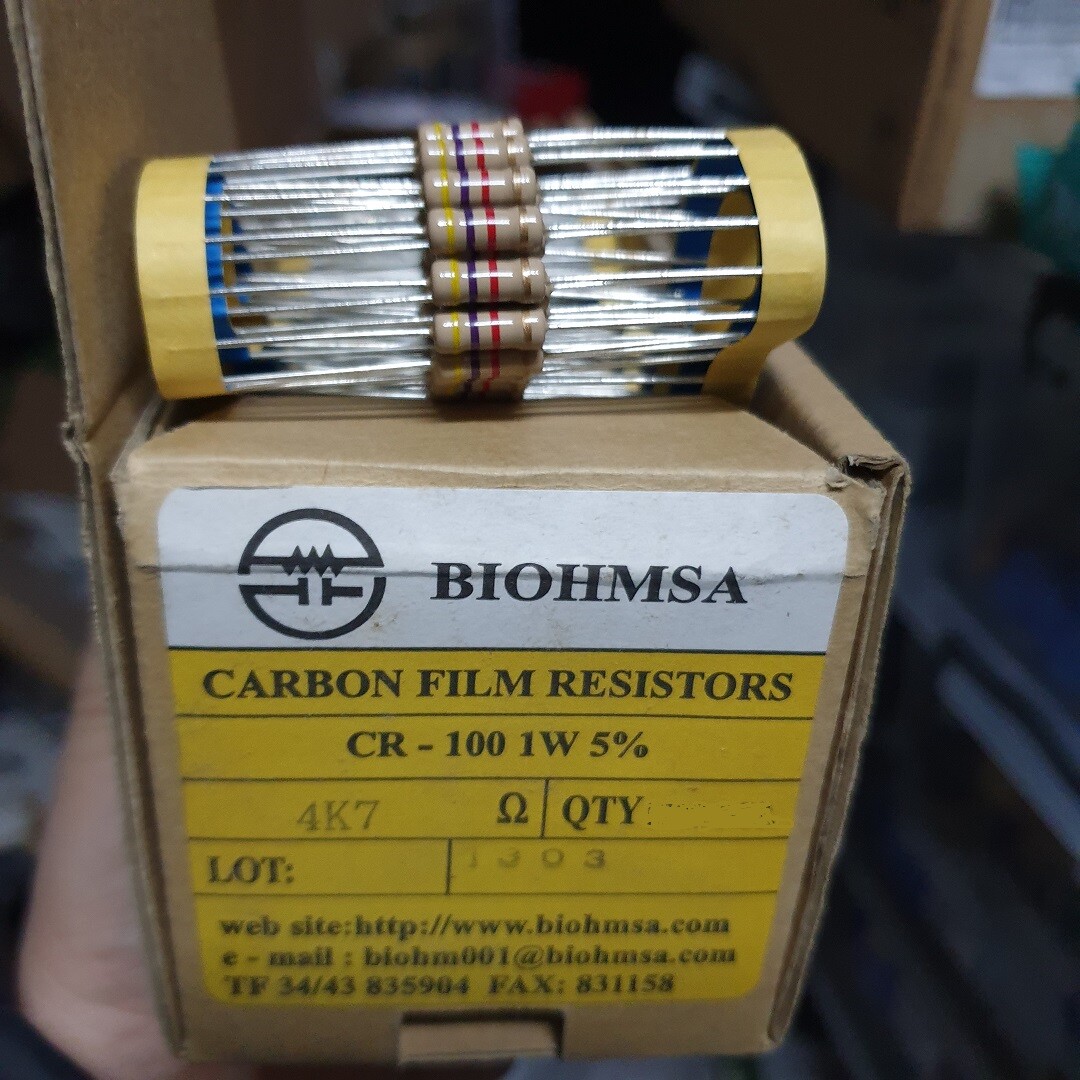 BIOHMSA
CARBON FILM RESISTORS
CR - 100 1W 5%
4K7 Ω QTY
LOT: 1303
web site:http://www.biohmsa.com
e - mail : biohm001@biohmsa.com
TF 34/43 835904 FAX: 831158